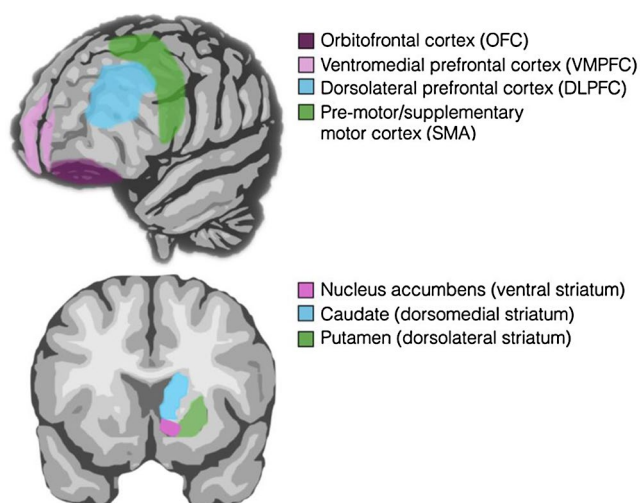 Orbitofrontal cortex (OFC)
Ventromedial prefrontal cortex (VMPFC)
Dorsolateral prefrontal cortex (DLPFC)
Pre-motor/supplementary
motor cortex (SMA)
Nucleus accumbens (ventral striatum)
Caudate (dorsomedial striatum)
Putamen (dorsolateral striatum)